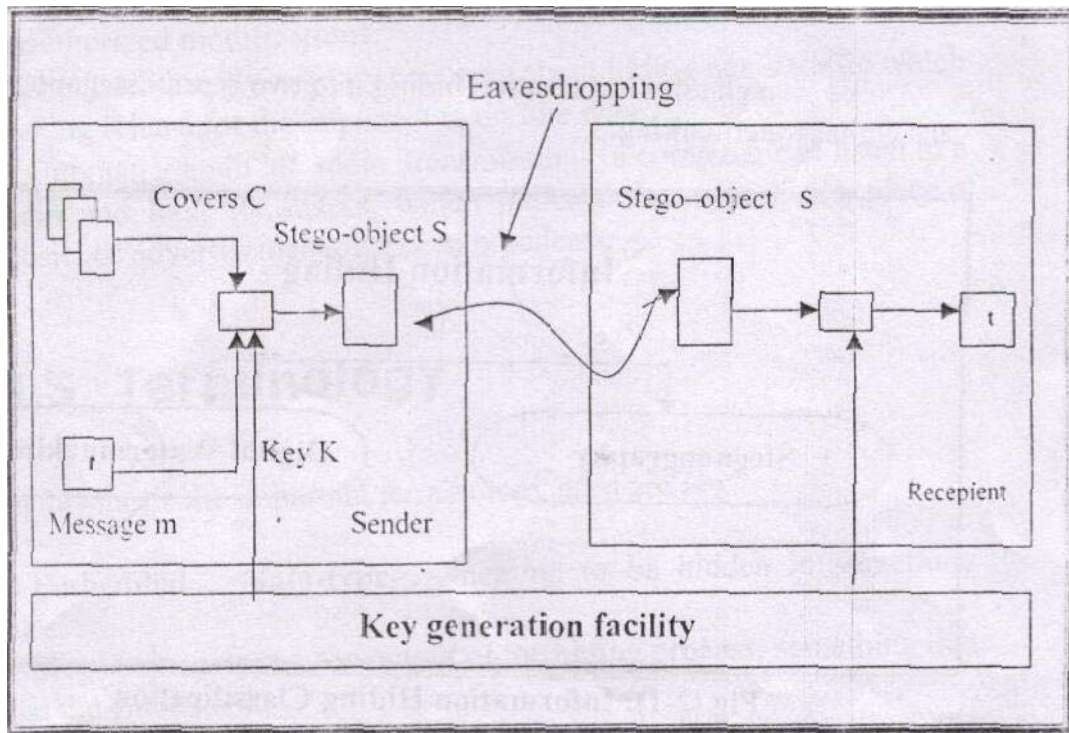 Eavesdropping
Covers C
Stego-object S
Stego-object S
t
t
Key K
Message m
Sender
Recepient
Key generation facility